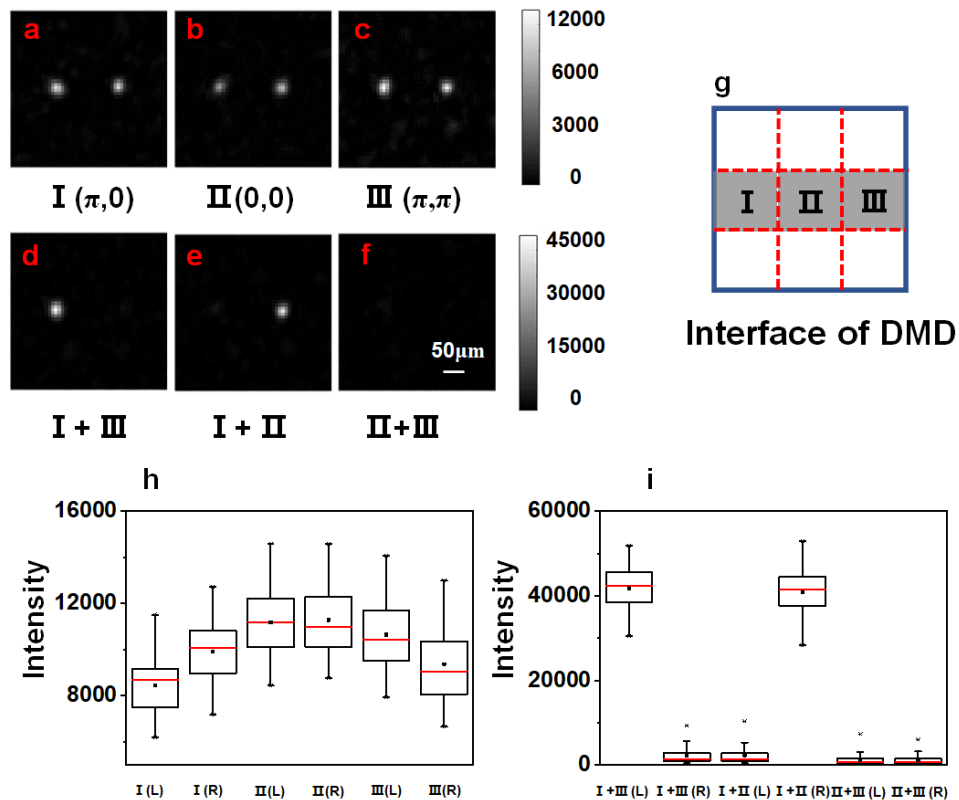 a b c
12000
6000
3000
0
Ⅰ (π,0) Ⅱ(0,0) Ⅲ (π,π)
d e f
50μm
45000
30000
15000
0
Ⅰ + Ⅲ Ⅰ + Ⅱ Ⅱ+Ⅲ
g
Ⅰ Ⅱ Ⅲ
Interface of DMD
h
Intensity
16000
12000
8000
Ⅰ (L) Ⅰ (R) Ⅱ(L) Ⅱ(R) Ⅲ(L) Ⅲ(R)
i
Intensity
60000
40000
20000
0
Ⅰ +Ⅲ (L) Ⅰ +Ⅲ (R) Ⅰ +Ⅱ (L) Ⅰ +Ⅱ (R) Ⅱ+Ⅲ (L) Ⅱ+Ⅲ (R)